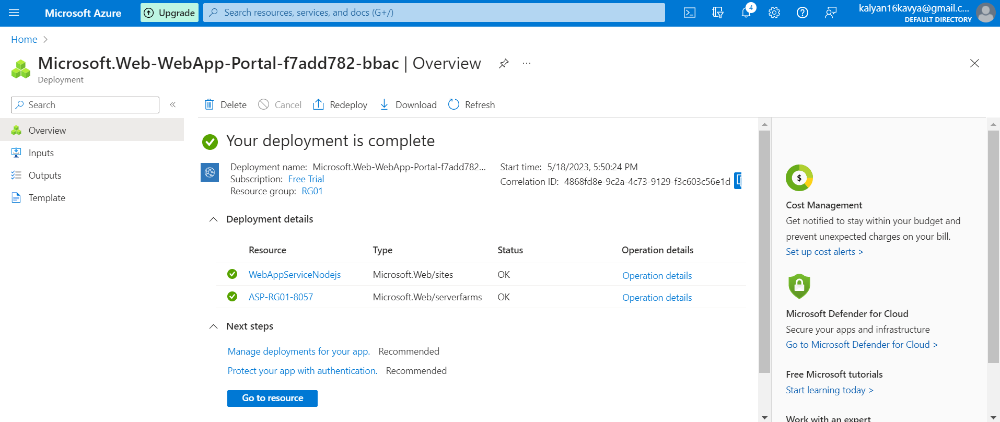 Microsoft Azure
Upgrade
Search resources, services, and docs (G+/)
4
kalyan16kavya@gmail.c...
DEFAULT DIRECTORY
Home
Microsoft.Web-WebApp-Portal-f7add782-bbac | Overview
Deployment
Search
Overview
Inputs
Outputs
Template
Delete
Cancel
Redeploy
Download
Refresh
Your deployment is complete
Deployment name: Microsoft.Web-WebApp-Portal-f7add782...
Subscription: Free Trial
Resource group: RG01
Start time: 5/18/2023, 5:50:24 PM
Correlation ID: 4868fd8e-9c2a-4c73-9129-f3c603c56e1d
Deployment details
Resource Type Status Operation details
WebAppServiceNodejs Microsoft.Web/sites OK Operation details
ASP-RG01-8057 Microsoft.Web/serverfarms OK Operation details
Next steps
Manage deployments for your app. Recommended
Protect your app with authentication. Recommended
Go to resource
$
Cost Management
Get notified to stay within your budget and
prevent unexpected charges on your bill.
Set up cost alerts >
Microsoft Defender for Cloud
Secure your apps and infrastructure
Go to Microsoft Defender for Cloud >
Free Microsoft tutorials
Start learning today >
Work with an expert